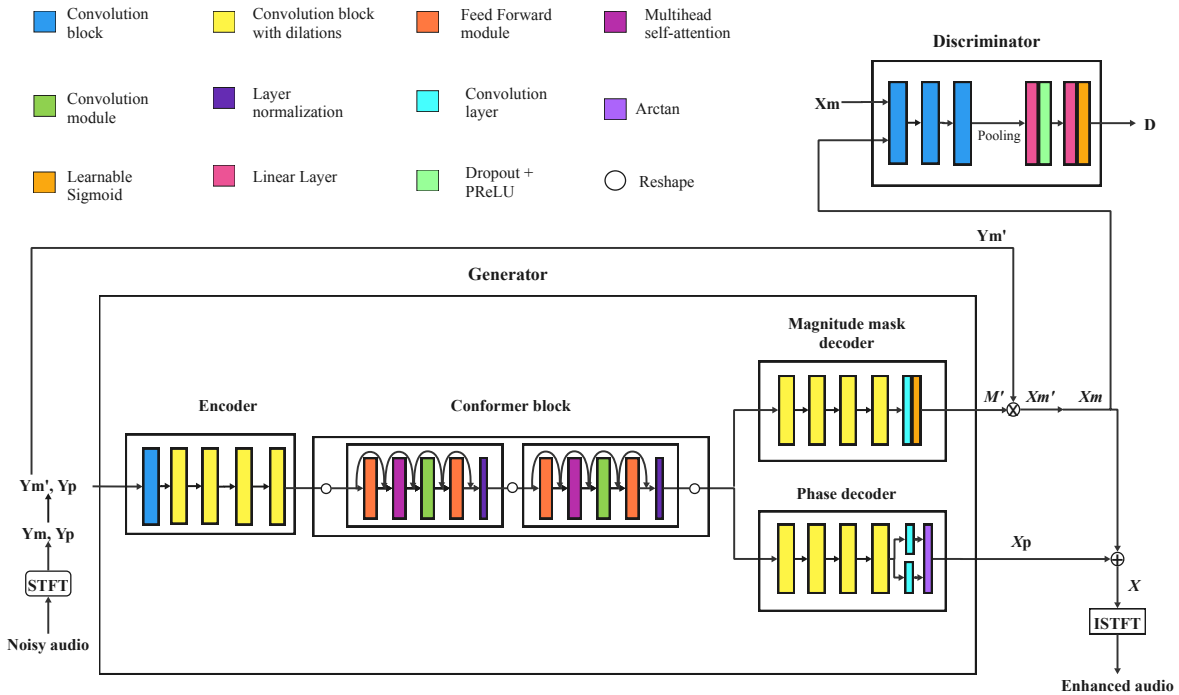 Convolution
block
Convolution block
with dilations
Feed Forward
module
Multihead
self-attention
Convolution
module
Layer
normalization
Convolution
layer
Arctan
Learnable
Sigmoid
Linear Layer
Dropout +
PReLU
Reshape
Discriminator
Xm
Pooling
D
Ym'
Generator
Magnitude mask
decoder
Encoder
Conformer block
M'
Xm'
Xm
Ym', Yp
Phase decoder
Ym, Yp
Xp
X
STFT
ISTFT
Noisy audio
Enhanced audio